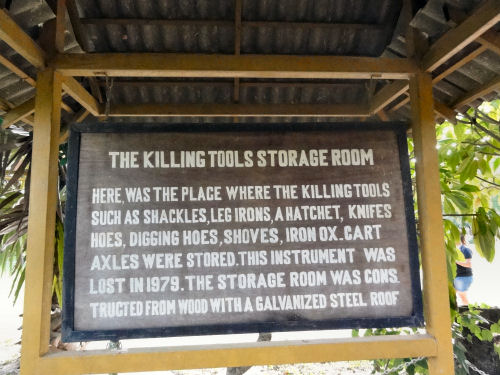 THE KILLING TOOLS STORAGE ROOM
HERE, WAS THE PLACE WHERE THE KILLING TOOLS
SUCH AS SHACKLES, LEG IRONS, A HATCHET, KNIFES
HOES, DIGGING HOES, SHOVES, IRON OX-CART
AXLES WERE STORED. THIS INSTRUMENT WAS
LOST IN 1979. THE STORAGE ROOM WAS CONS
TRUCTED FROM WOOD WITH A GALVANIZED STEEL ROOF